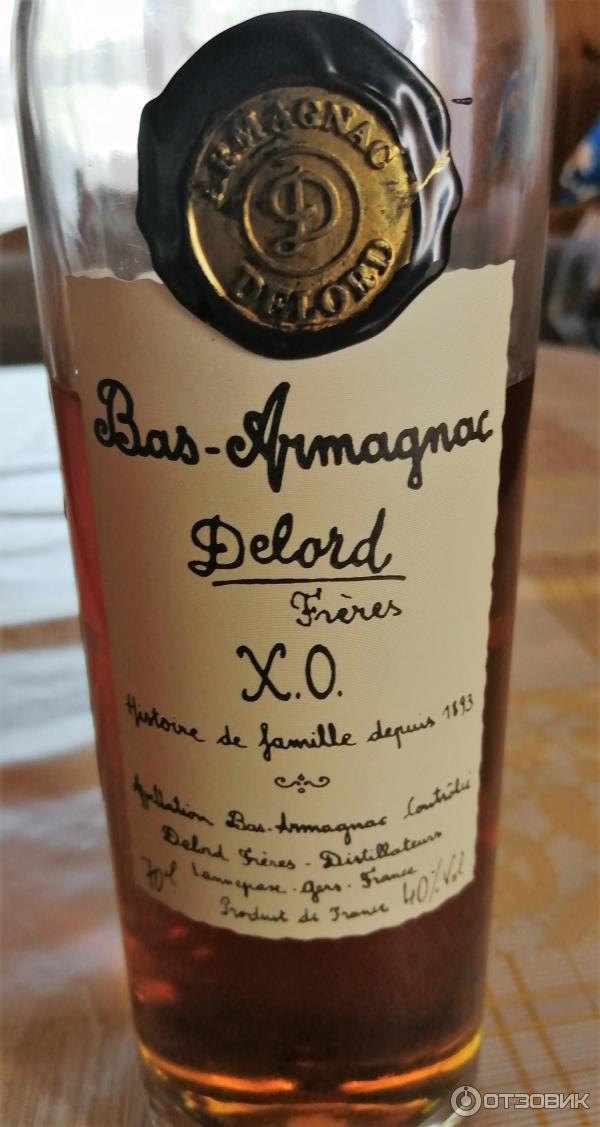 ARMAGNAC
D
DELORD
Bas-Armagnac
Delord
Frères
X.O.
Histoire de famille depuis 1893
Appellation Bas-Armagnac Contrôlée
Delord Frères - Distillateurs
Lannepax - Gers - France
70cl Produit de France 40% Vol
ОТЗОВИК